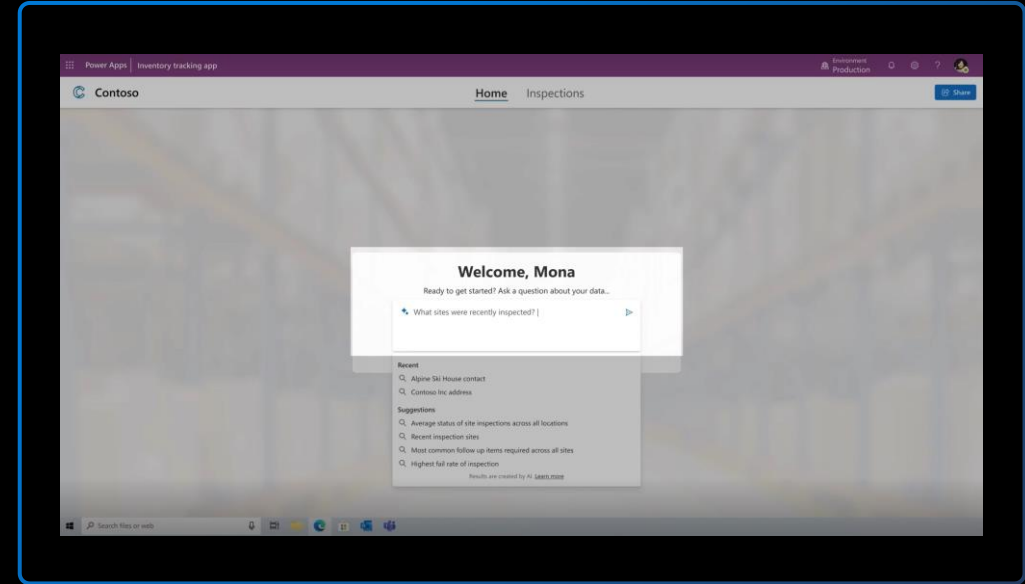 Power Apps | Inventory tracking app
Environment
Production
?
Contoso
Home Inspections
Share
Welcome, Mona
Ready to get started? Ask a question about your data...
What sites were recently inspected? |
Recent
Alpine Ski House contact
Contoso Inc address
Suggestions
Average status of site inspections across all locations
Recent inspection sites
Most common follow up items required across all sites
Highest fail rate of inspection
Results are created by AI. Learn more
Search files or web